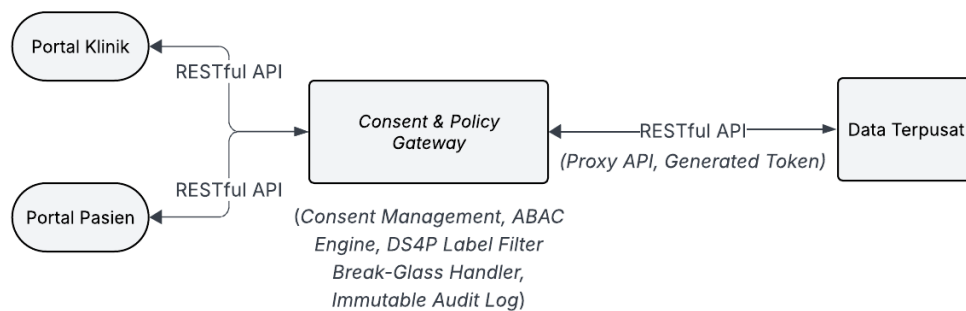 Portal Klinik
RESTful API
Consent & Policy
Gateway
RESTful API
Data Terpusat
(Proxy API, Generated Token)
RESTful API
Portal Pasien
(Consent Management, ABAC
Engine, DS4P Label Filter
Break-Glass Handler,
Immutable Audit Log)